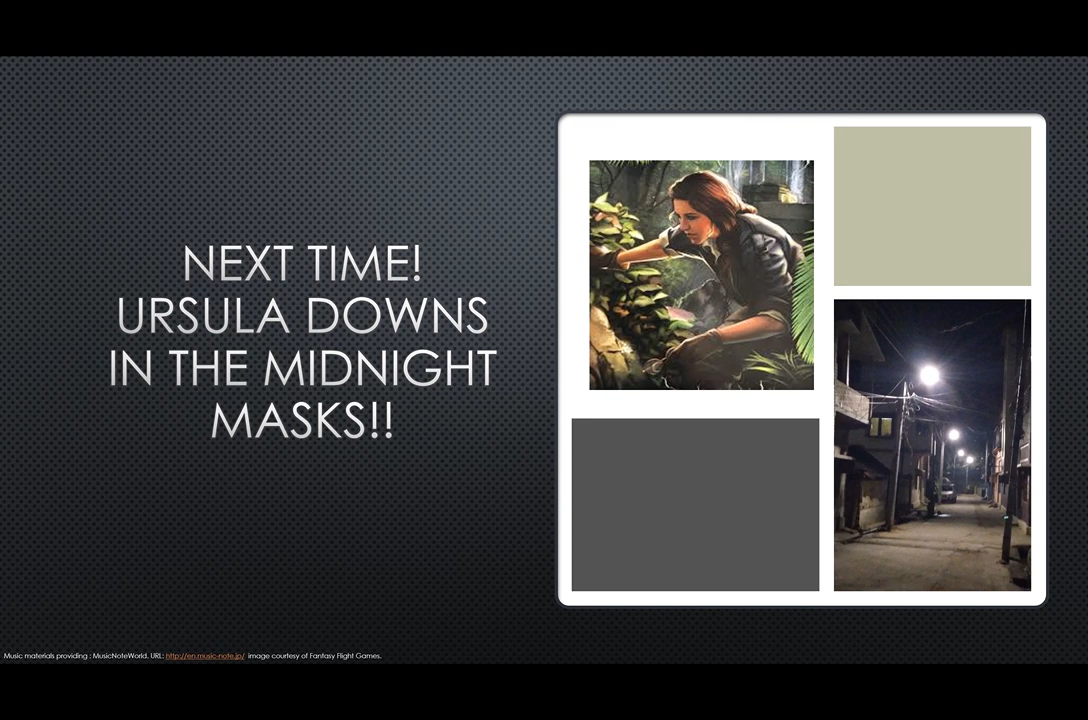 NEXT TIME!
URSULA DOWNS
IN THE MIDNIGHT
MASKS!!
Music materials providing : MusicNoteWorld. URL: http://en.music-note.jp/ image courtesy of Fantasy Flight Games.